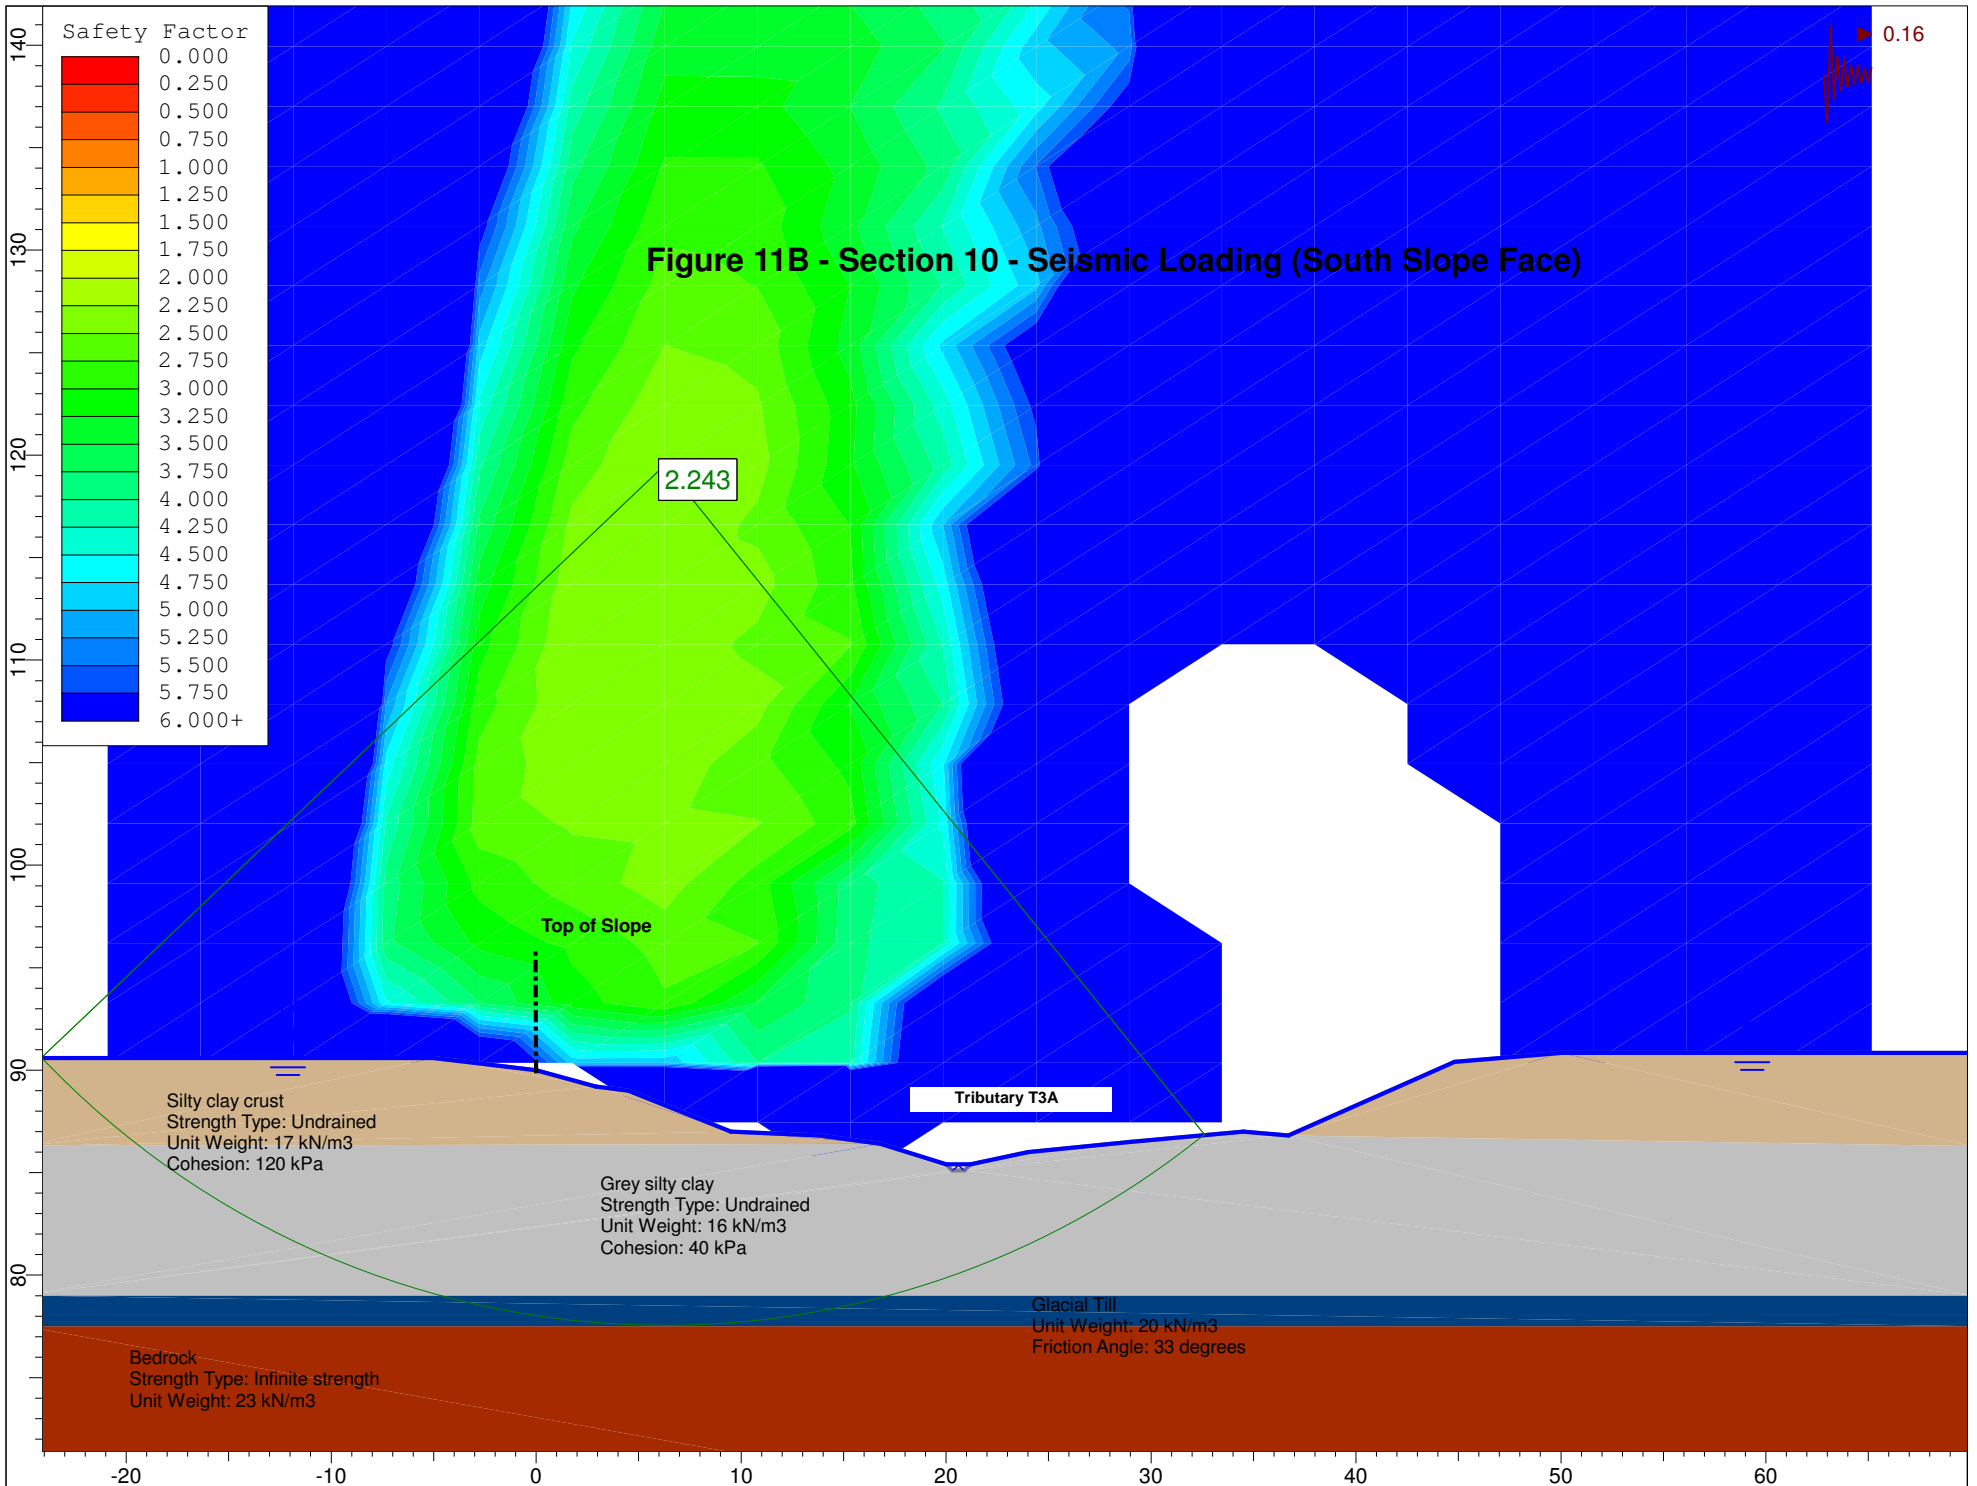 Safety Factor
0.000
0.250
0.500
0.750
1.000
1.250
1.500
1.750
2.000
2.250
2.500
2.750
3.000
3.250
3.500
3.750
4.000
4.250
4.500
4.750
5.000
5.250
5.500
5.750
6.000+
0.16
Figure 11B - Section 10 - Seismic Loading (South Slope Face)
2.243
Top of Slope
Tributary T3A
Silty clay crust
Strength Type: Undrained
Unit Weight: 17 kN/m3
Cohesion: 120 kPa
Grey silty clay
Strength Type: Undrained
Unit Weight: 16 kN/m3
Cohesion: 40 kPa
Glacial Till
Unit Weight: 20 kN/m3
Friction Angle: 33 degrees
Bedrock
Strength Type: Infinite strength
Unit Weight: 23 kN/m3
140
130
120
110
100
90
80
-20 -10 0 10 20 30 40 50 60